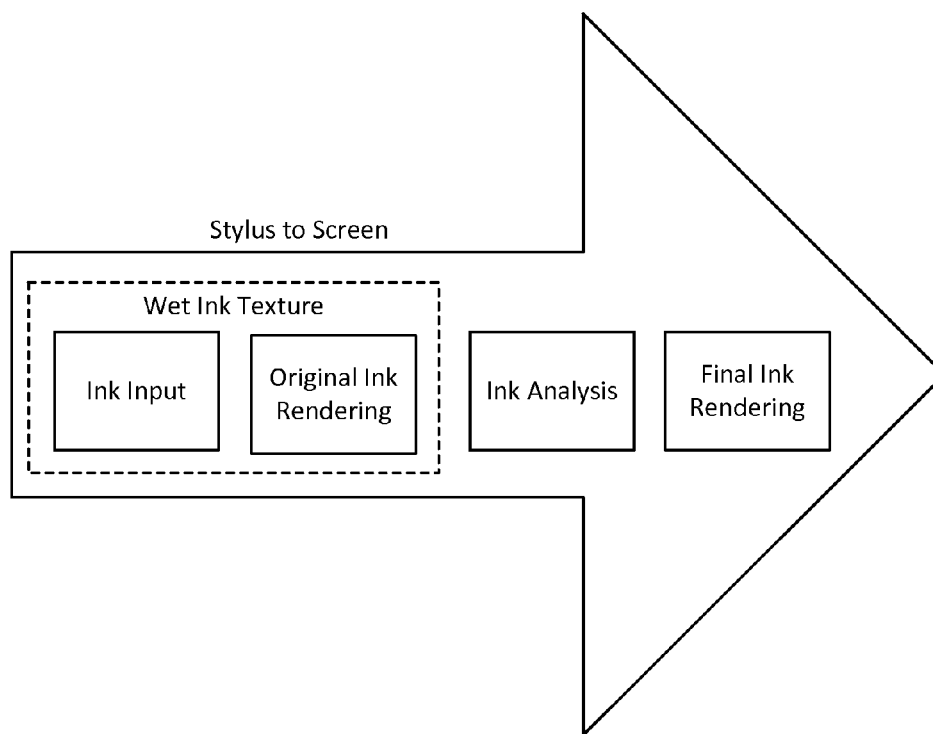 Stylus to Screen
Wet Ink Texture
Ink Input
Original Ink
Rendering
Ink Analysis
Final Ink
Rendering